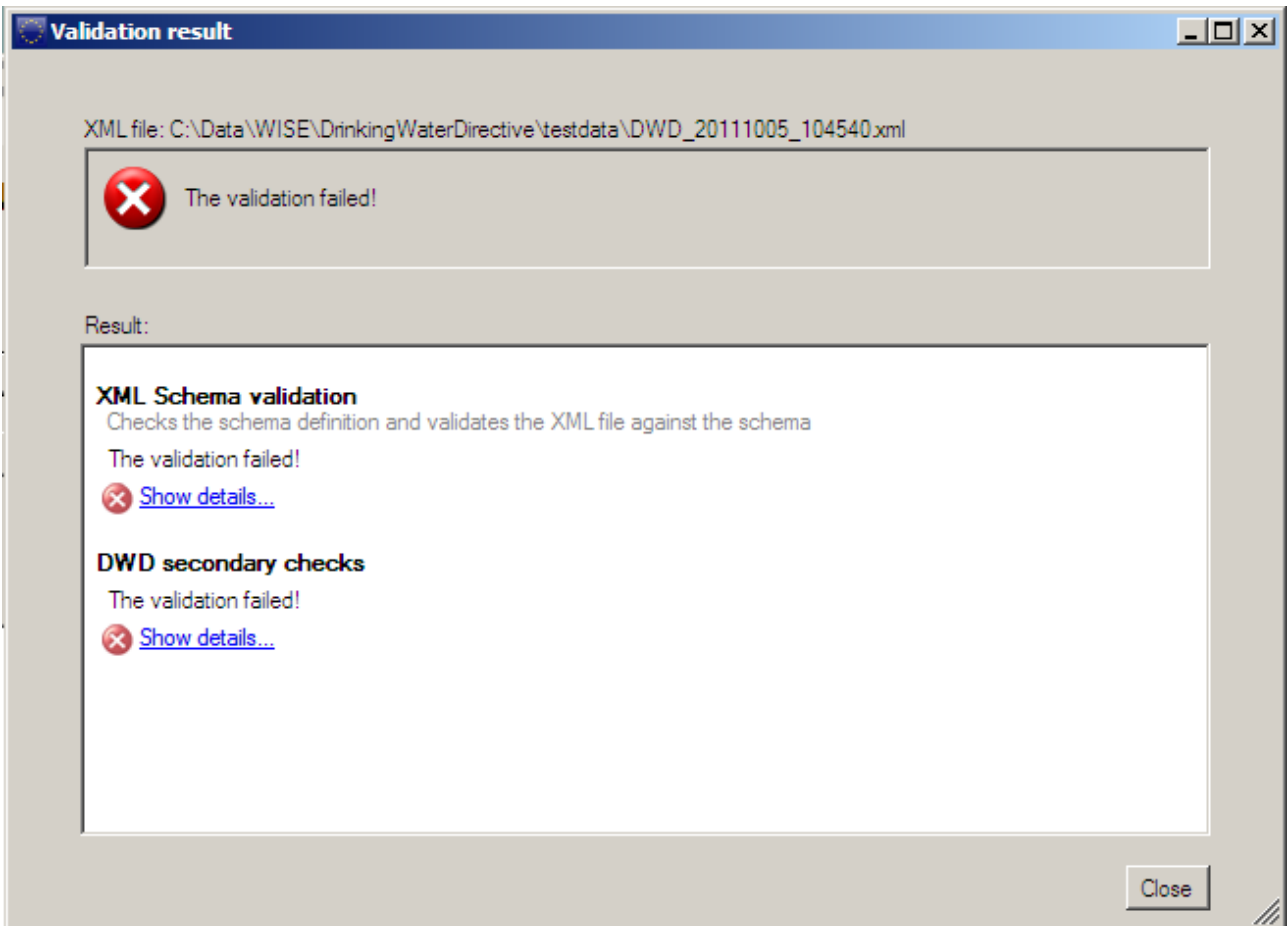 Validation result
XML file: C:\Data\WISE\DrinkingWaterDirective\testdata\DWD_20111005_104540.xml
The validation failed!
Result:
XML Schema validation
Checks the schema definition and validates the XML file against the schema
The validation failed!
Show details...
DWD secondary checks
The validation failed!
Show details...
Close